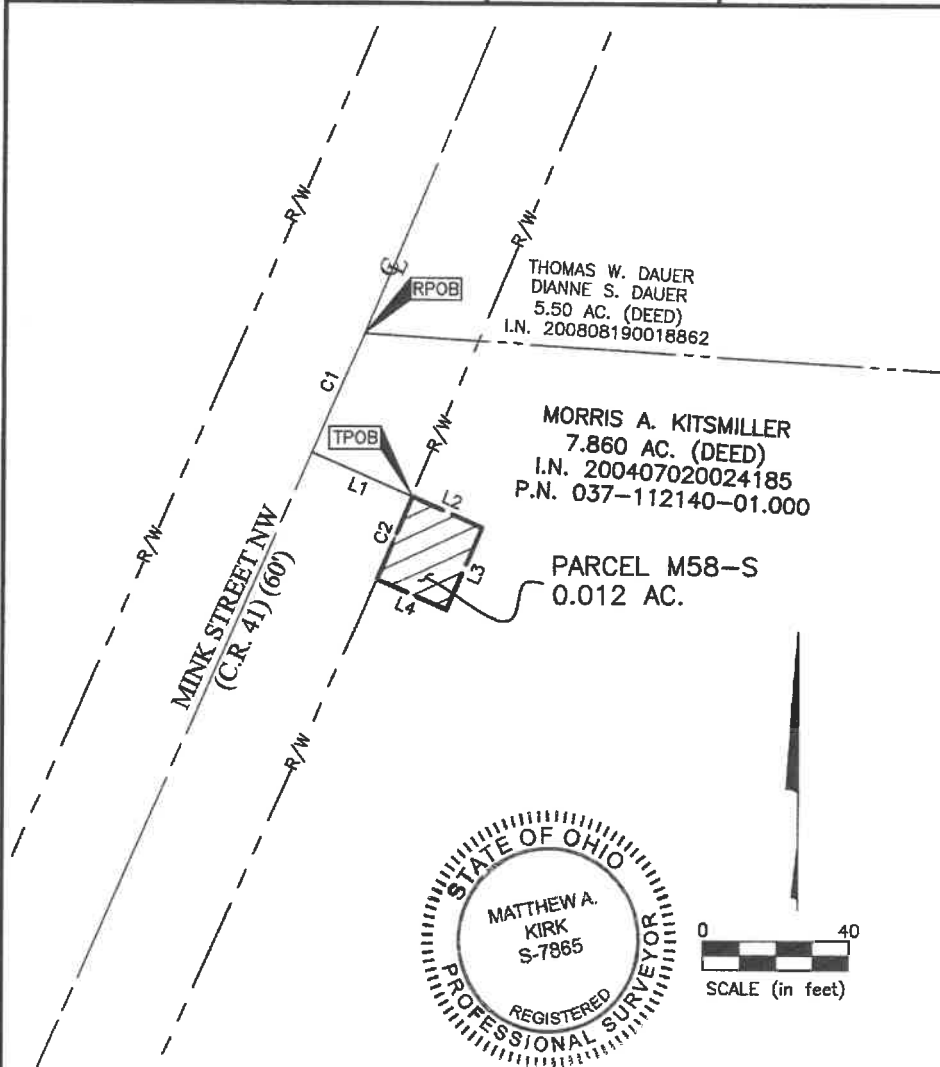 R/W
R/W
THOMAS W. DAUER
DIANNE S. DAUER
5.50 AC. (DEED)
I.N. 200808190018862
CL
RPOB
C1
MORRIS A. KITSMILLER
7.860 AC. (DEED)
I.N. 200407020024185
P.N. 037-112140-01.000
TPOB
R/W
L1
L2
C2
L3
L4
R/W
PARCEL M58-S
0.012 AC.
MINK STREET NW
(C.R. 41) (60')
R/W
STATE OF OHIO
MATTHEW A.
KIRK
S-7865
REGISTERED
PROFESSIONAL SURVEYOR
0 40
SCALE (in feet)